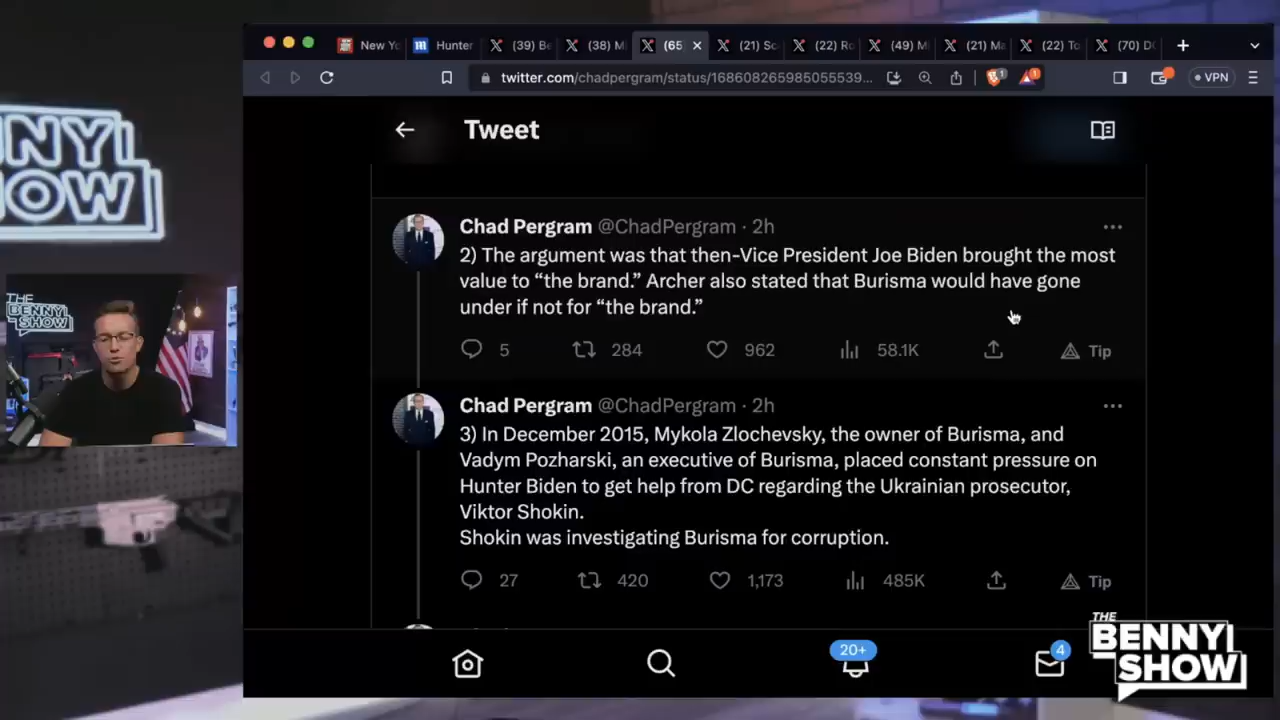 New Yo
Hunter
(39) Be
(38) M
(65
(21) Sc
(22) Ro
(49) M
(21) Ma
(22) To
(70) DC
twitter.com/chadpergram/status/168608265985055539...
1
1
VPN
Tweet
Chad Pergram @ChadPergram · 2h
2) The argument was that then-Vice President Joe Biden brought the most
value to “the brand.” Archer also stated that Burisma would have gone
under if not for “the brand.”
5 284 962 58.1K Tip
Chad Pergram @ChadPergram · 2h
3) In December 2015, Mykola Zlochevsky, the owner of Burisma, and
Vadym Pozharski, an executive of Burisma, placed constant pressure on
Hunter Biden to get help from DC regarding the Ukrainian prosecutor,
Viktor Shokin.
Shokin was investigating Burisma for corruption.
27 420 1,173 485K Tip
20+
4
NNY
HOW
THE
BENNY
SHOW
THE
BENNY
SHOW